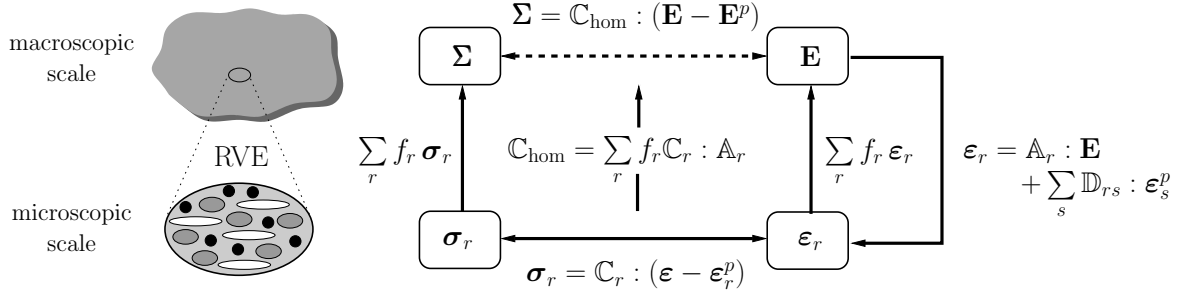 macroscopic
scale
RVE
microscopic
scale
𝚺 = ℂ_hom : (𝐄 − 𝐄^p)
𝚺
𝐄
∑_r f_r 𝝈_r
ℂ_hom = ∑_r f_r ℂ_r : 𝔸_r
∑_r f_r 𝜺_r
𝜺_r = 𝔸_r : 𝐄
+ ∑_s 𝔻_rs : 𝜺_s^p
𝝈_r
𝜺_r
𝝈_r = ℂ_r : (𝜺 − 𝜺_r^p)